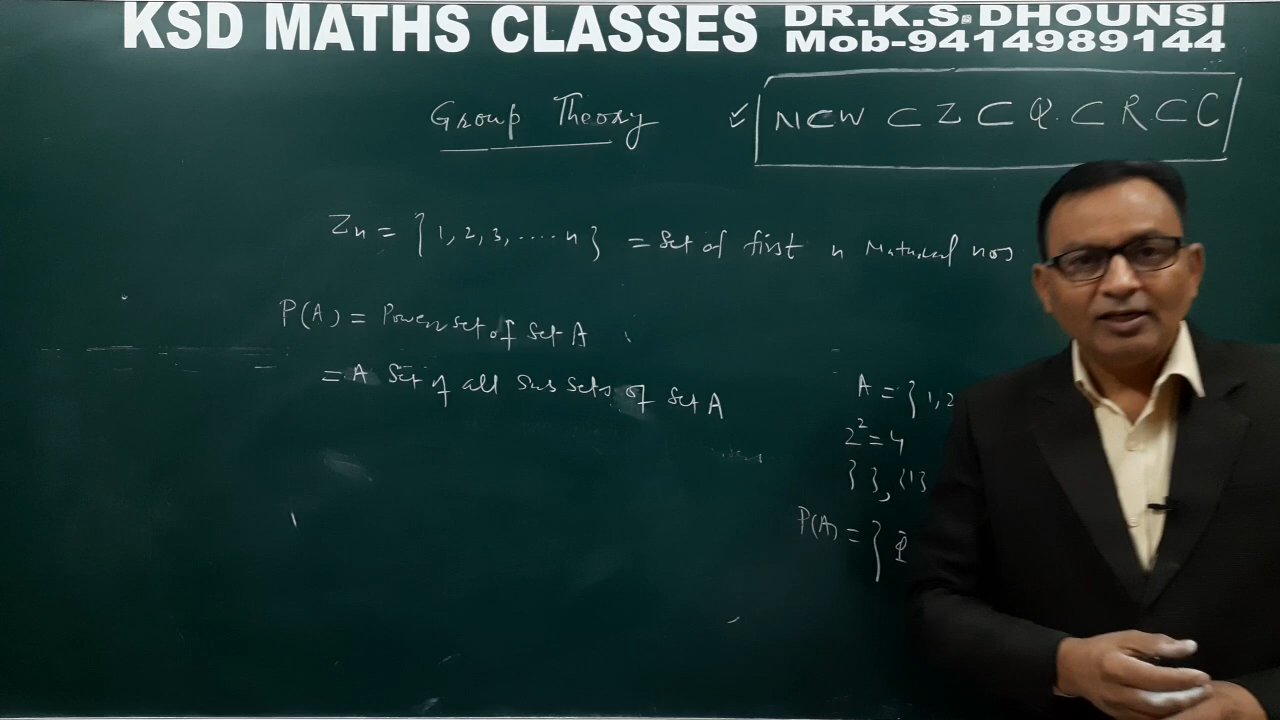 KSD MATHS CLASSES
DR.K.S.DHOUNSI
Mob-9414989144
Group Theory
✓ N⊂W ⊂ Z ⊂ Q ⊂ R ⊂ C
Zn = {1, 2, 3, .... n} = Set of first n Natural nos
P(A) = Power set of Set A
= A Set of all Sub Sets of Set A
A = {1, 2
2² = 4
{ }, {1}
P(A) = { Φ